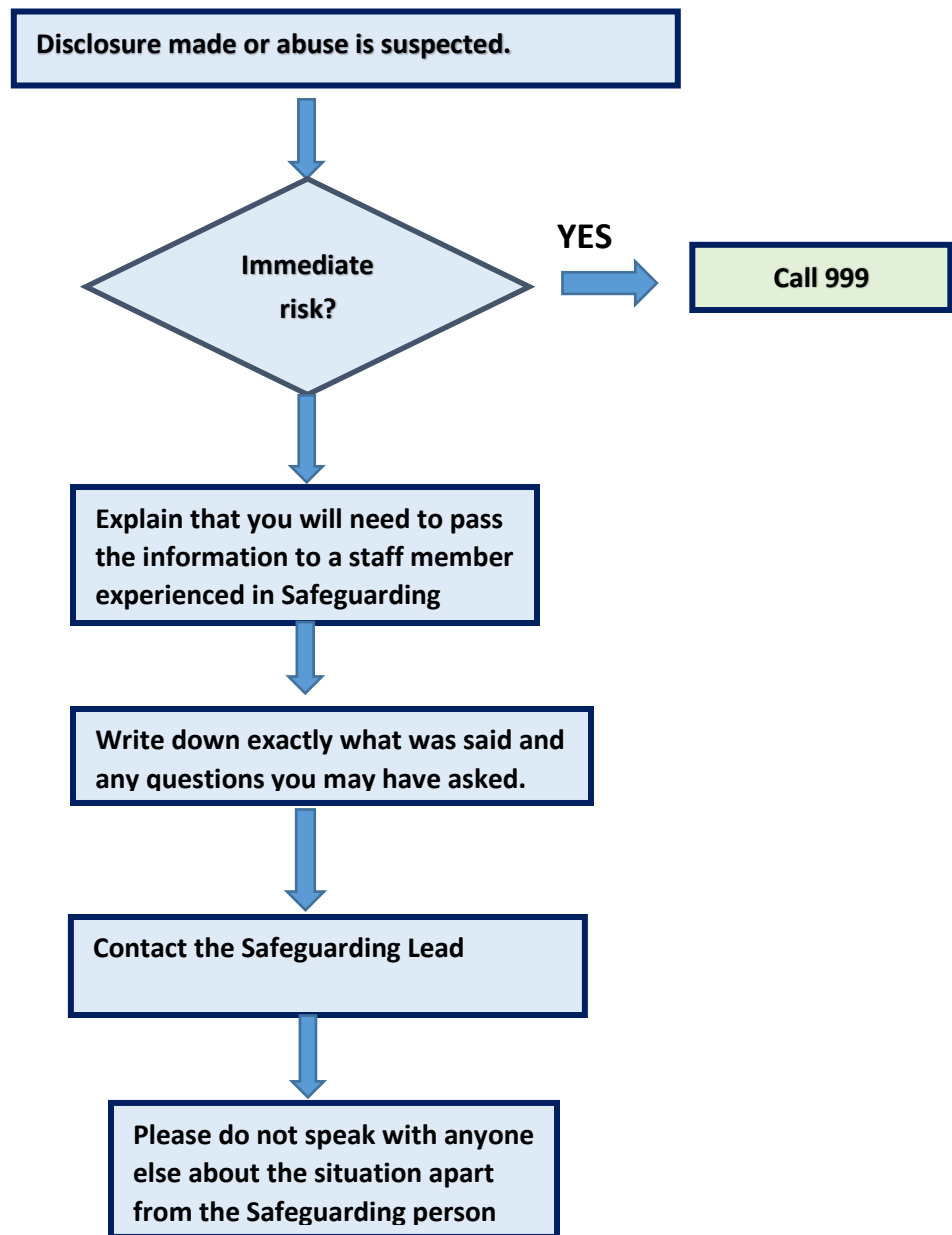 Disclosure made or abuse is suspected.
Immediate
risk?
YES
Call 999
Explain that you will need to pass
the information to a staff member
experienced in Safeguarding
Write down exactly what was said and
any questions you may have asked.
Contact the Safeguarding Lead
Please do not speak with anyone
else about the situation apart
from the Safeguarding person